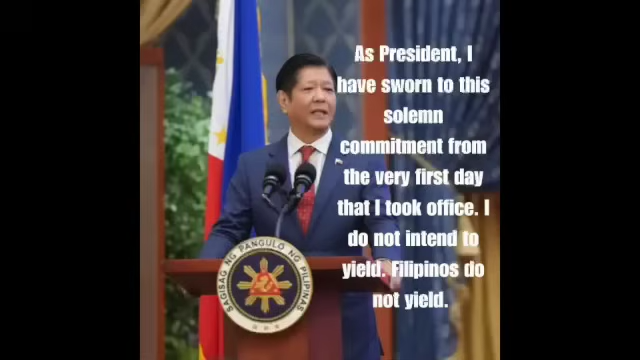 As President, I
have sworn to this
solemn
commitment from
the very first day
that I took office. I
do not intend to
yield. Filipinos do
not yield.
SAGISAG NG PANGULO NG PILIPINAS